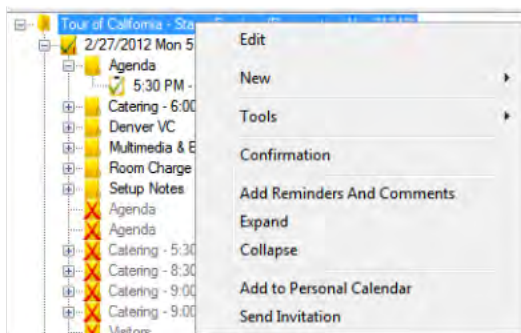 Tour of California - Sta
2/27/2012 Mon 5
Agenda
5:30 PM -
Catering - 6:00
Denver VC
Multimedia & E
Room Charge
Setup Notes
Agenda
Agenda
Catering - 5:30
Catering - 8:30
Catering - 9:00
Catering - 9:00
Visitors
Edit
New
Tools
Confirmation
Add Reminders And Comments
Expand
Collapse
Add to Personal Calendar
Send Invitation